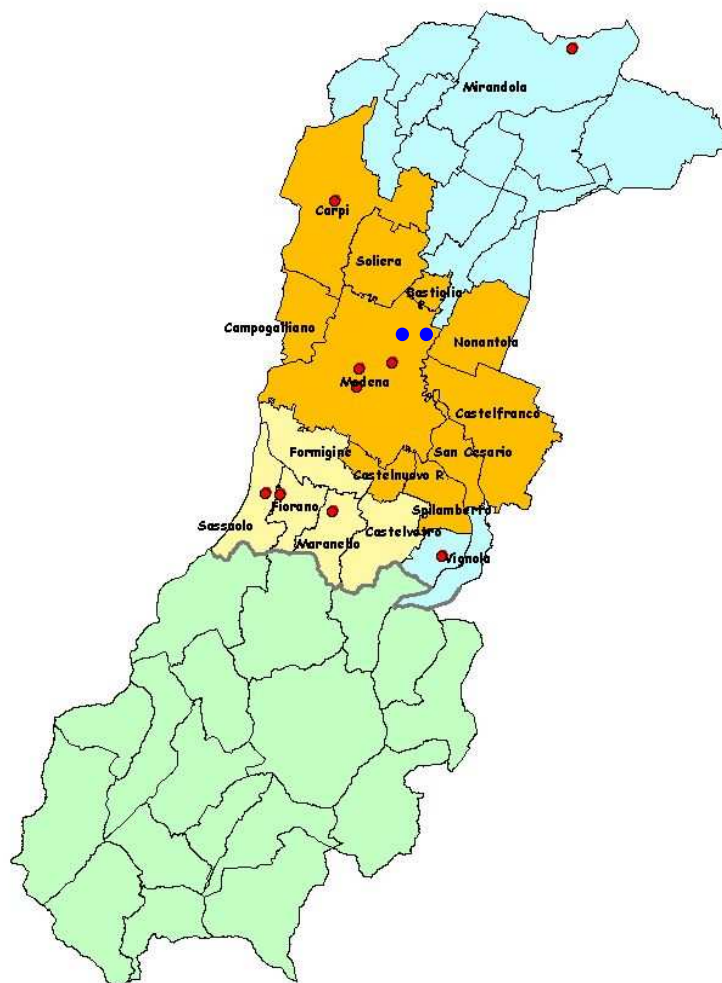 Mirandola
Carpi
Soliera
Bastiglia
Campogalliano
Nonantola
Modena
Castelfranco
Formigine
San Cesario
Castelnuovo R.
Fiorano
Spilamberto
Sassuolo
Castelvetro
Maranello
Vignola